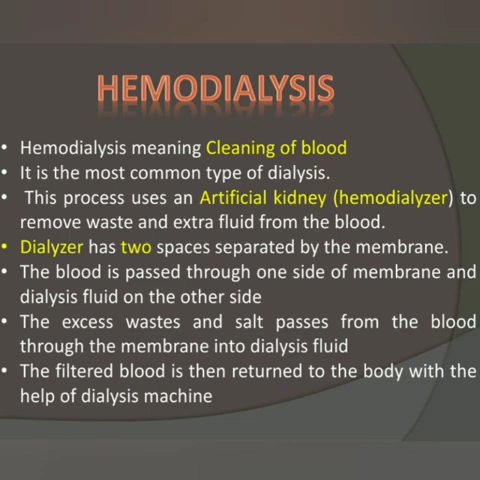 HEMODIALYSIS
• Hemodialysis meaning Cleaning of blood
• It is the most common type of dialysis.
• This process uses an Artificial kidney (hemodialyzer) to
remove waste and extra fluid from the blood.
• Dialyzer has two spaces separated by the membrane.
• The blood is passed through one side of membrane and
dialysis fluid on the other side
• The excess wastes and salt passes from the blood
through the membrane into dialysis fluid
• The filtered blood is then returned to the body with the
help of dialysis machine